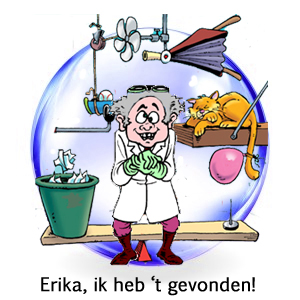 Erika, ik heb ‘t gevonden!